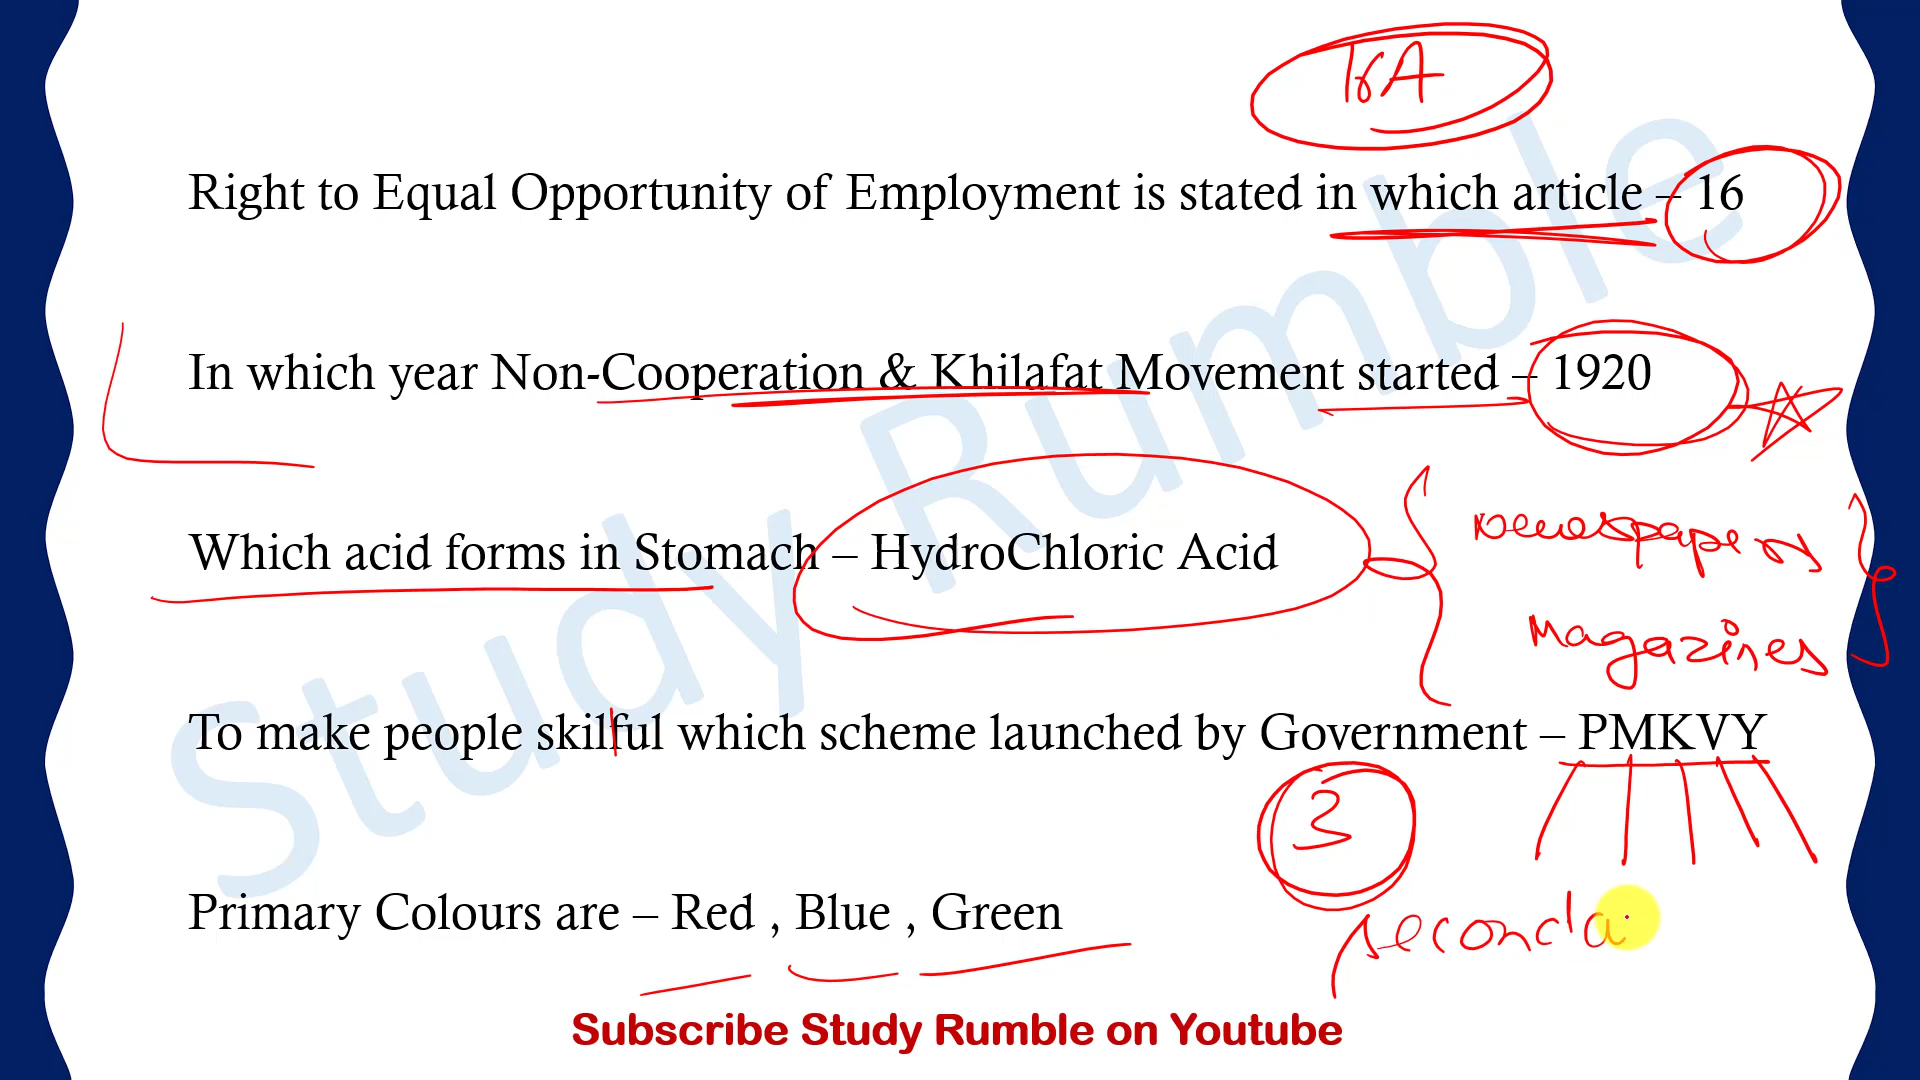 Right to Equal Opportunity of Employment is stated in which article – 16
In which year Non-Cooperation & Khilafat Movement started – 1920
Which acid forms in Stomach – HydroChloric Acid
Newspapers
Magazines
To make people skilful which scheme launched by Government – PMKVY
3
Primary Colours are – Red , Blue , Green
seconda
Subscribe Study Rumble on Youtube
Study Rumble